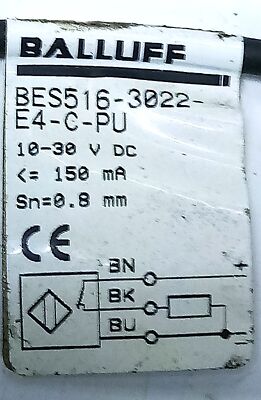 BALLUFF
BES516-3022-
E4-C-PU
10-30 V DC
<= 150 mA
Sn=0.8 mm
CE
BN +
BK
BU -